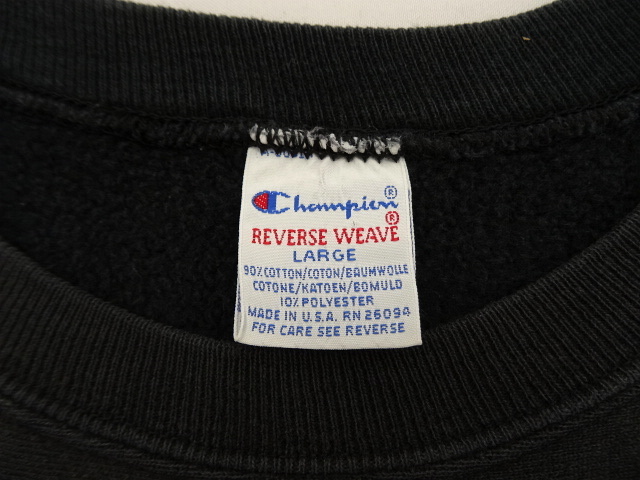 Champion®
REVERSE WEAVE®
LARGE
90% COTTON/COTON/BAUMWOLLE
COTONE/KATOEN/BOMULD
10% POLYESTER
MADE IN U.S.A. RN 26094
FOR CARE SEE REVERSE